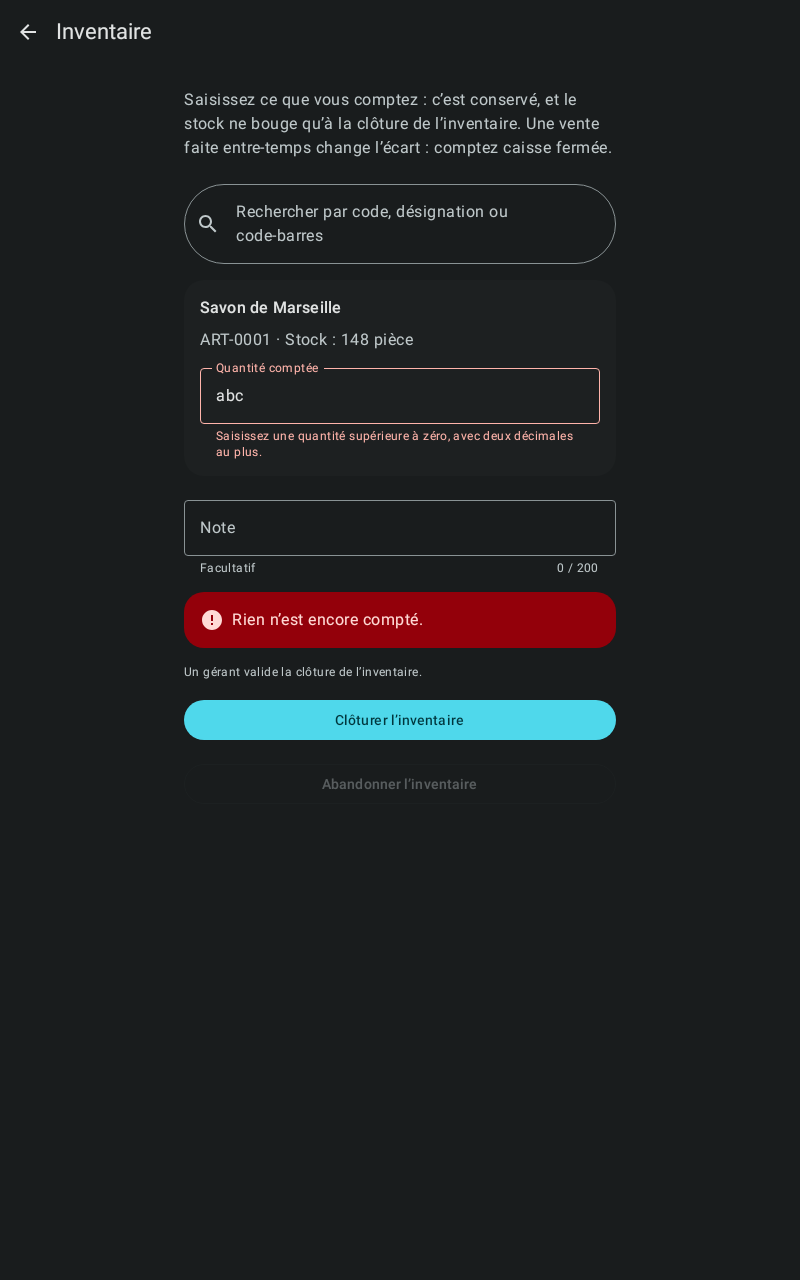 Inventaire
Saisissez ce que vous comptez : c’est conservé, et le
stock ne bouge qu’à la clôture de l’inventaire. Une vente
faite entre-temps change l’écart : comptez caisse fermée.
Rechercher par code, désignation ou
code-barres
Savon de Marseille
ART-0001 · Stock : 148 pièce
Quantité comptée
abc
Saisissez une quantité supérieure à zéro, avec deux décimales
au plus.
Note
Facultatif 0 / 200
Rien n’est encore compté.
Un gérant valide la clôture de l’inventaire.
Clôturer l’inventaire
Abandonner l’inventaire